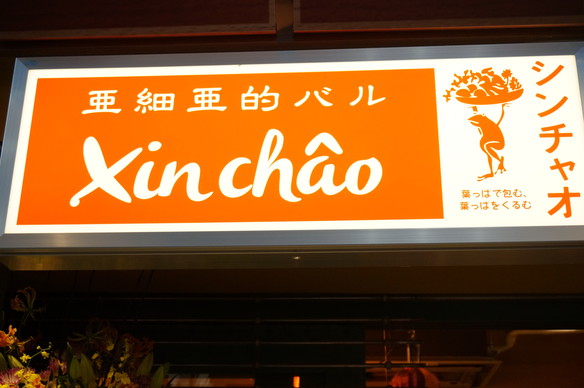 亜細亜的バル
Xin châo
シンチャオ
葉っぱで包む、
葉っぱをくるむ